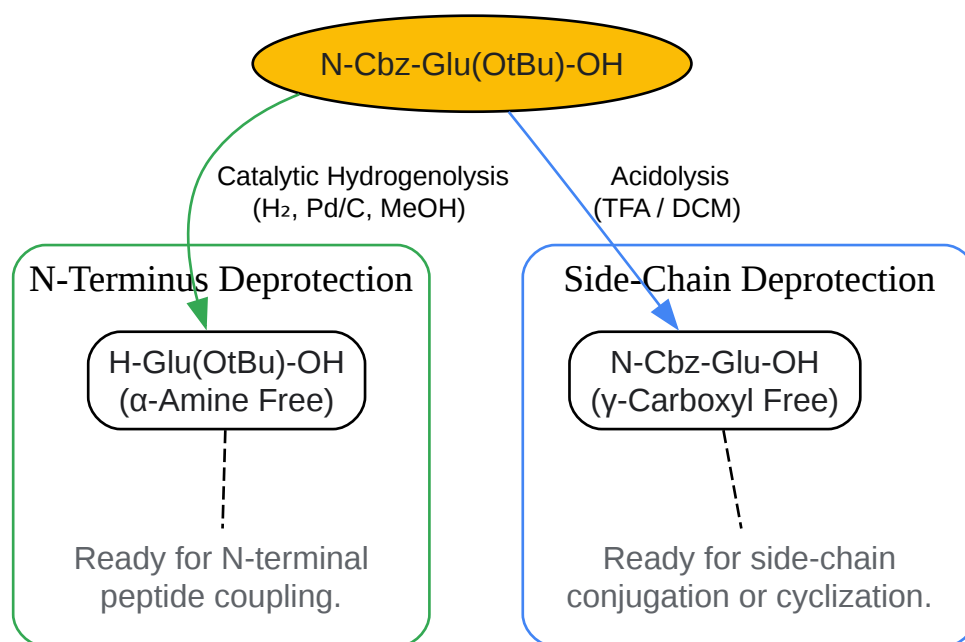 N-Cbz-Glu(OtBu)-OH
Catalytic Hydrogenolysis
(H₂, Pd/C, MeOH)
Acidolysis
(TFA / DCM)
N-Terminus Deprotection
H-Glu(OtBu)-OH
(α-Amine Free)
Ready for N-terminal
peptide coupling.
Side-Chain Deprotection
N-Cbz-Glu-OH
(γ-Carboxyl Free)
Ready for side-chain
conjugation or cyclization.